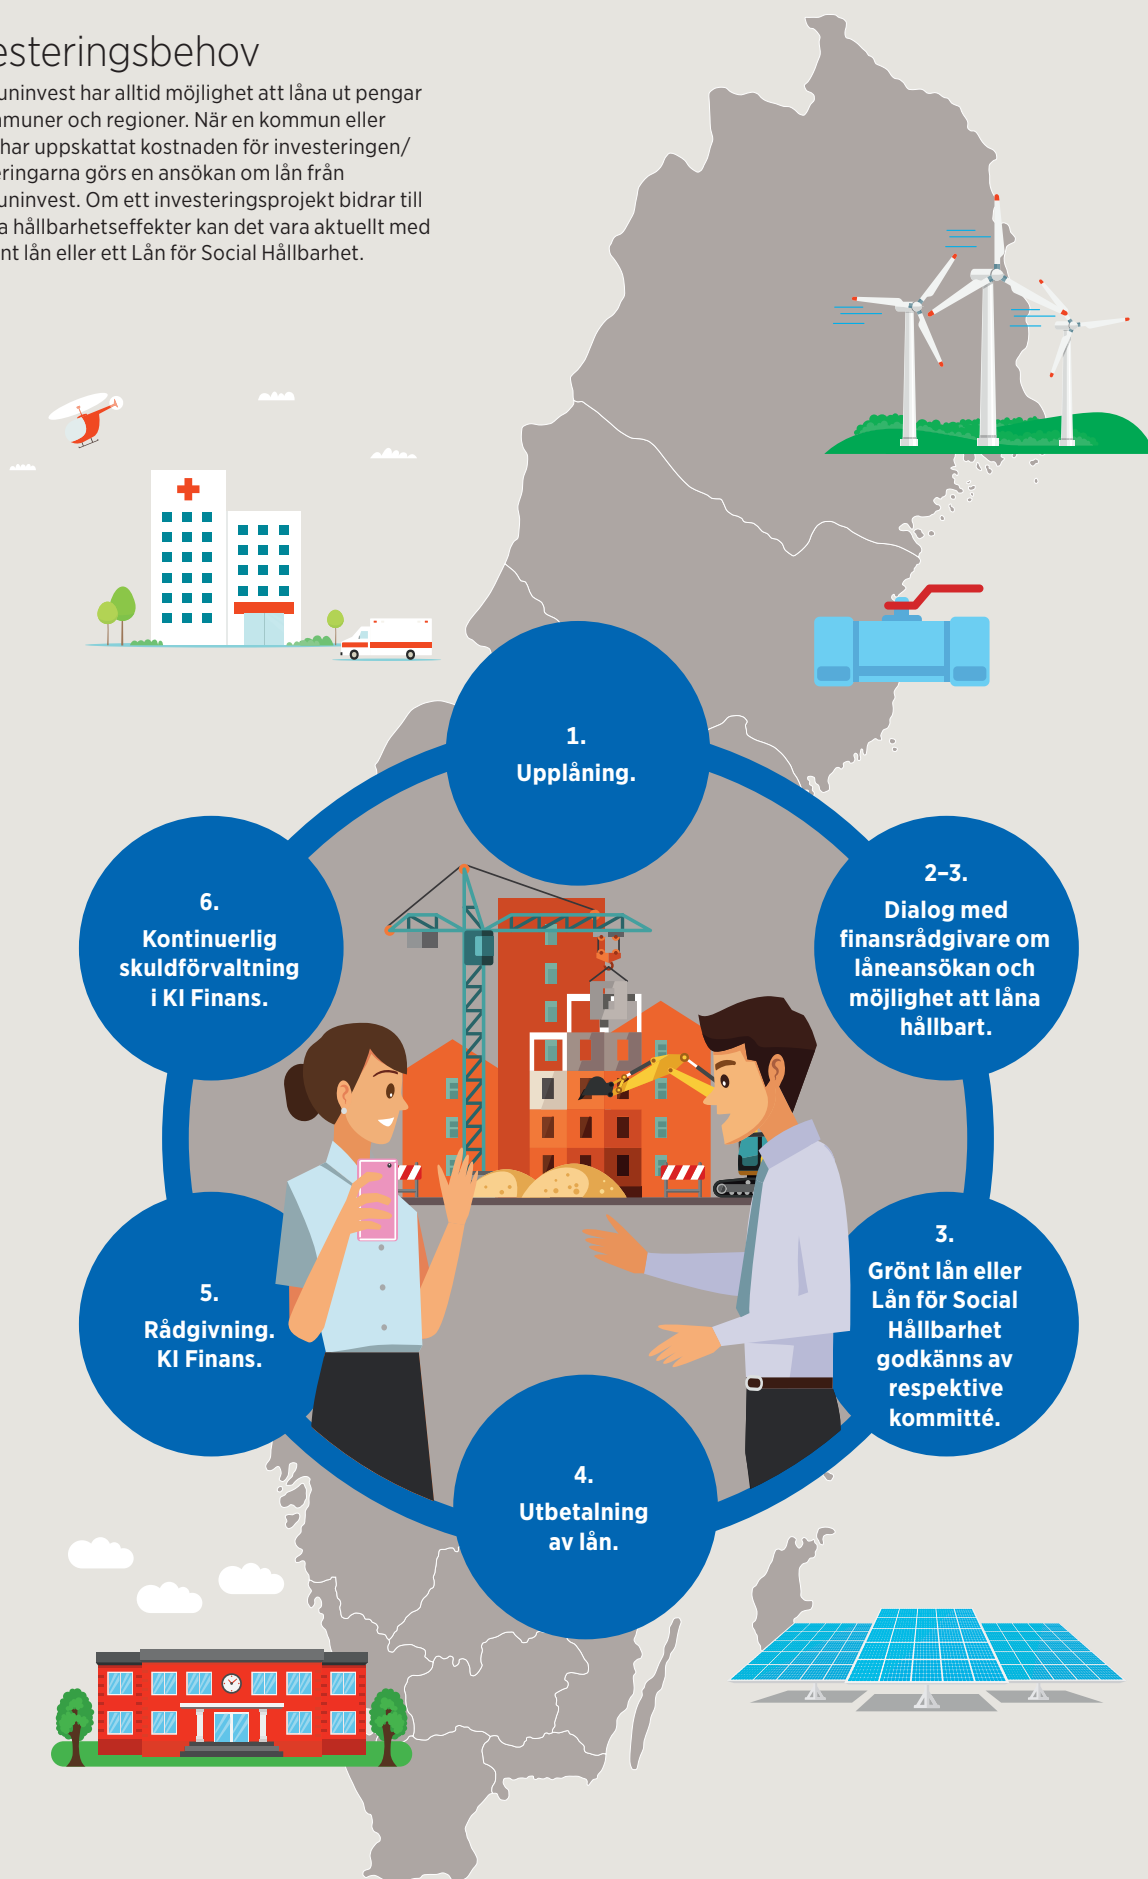 esteringsbehov
uninvest har alltid möjlighet att låna ut pengar
nmuner och regioner. När en kommun eller
har uppskattat kostnaden för investeringen/
eringarna görs en ansökan om lån från
uninvest. Om ett investeringsprojekt bidrar till
a hållbarhetseffekter kan det vara aktuellt med
nt lån eller ett Lån för Social Hållbarhet.
1.
Upplåning.
2–3.
Dialog med
finansrådgivare om
låneansökan och
möjlighet att låna
hållbart.
3.
Grönt lån eller
Lån för Social
Hållbarhet
godkänns av
respektive
kommitté.
4.
Utbetalning
av lån.
5.
Rådgivning.
KI Finans.
6.
Kontinuerlig
skuldförvaltning
i KI Finans.